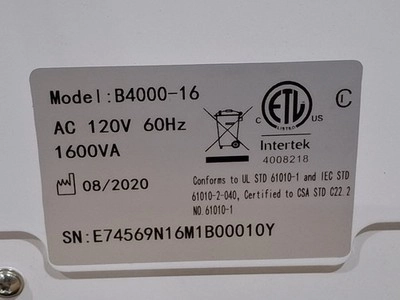 Model:B4000-16
AC 120V 60Hz
1600VA
08/2020
C ETL US
LISTED
Intertek
4008218
Conforms to UL STD 61010-1 and IEC STD
61010-2-040, Certified to CSA STD C22.2
NO.61010-1
SN:E74569N16M1B00010Y